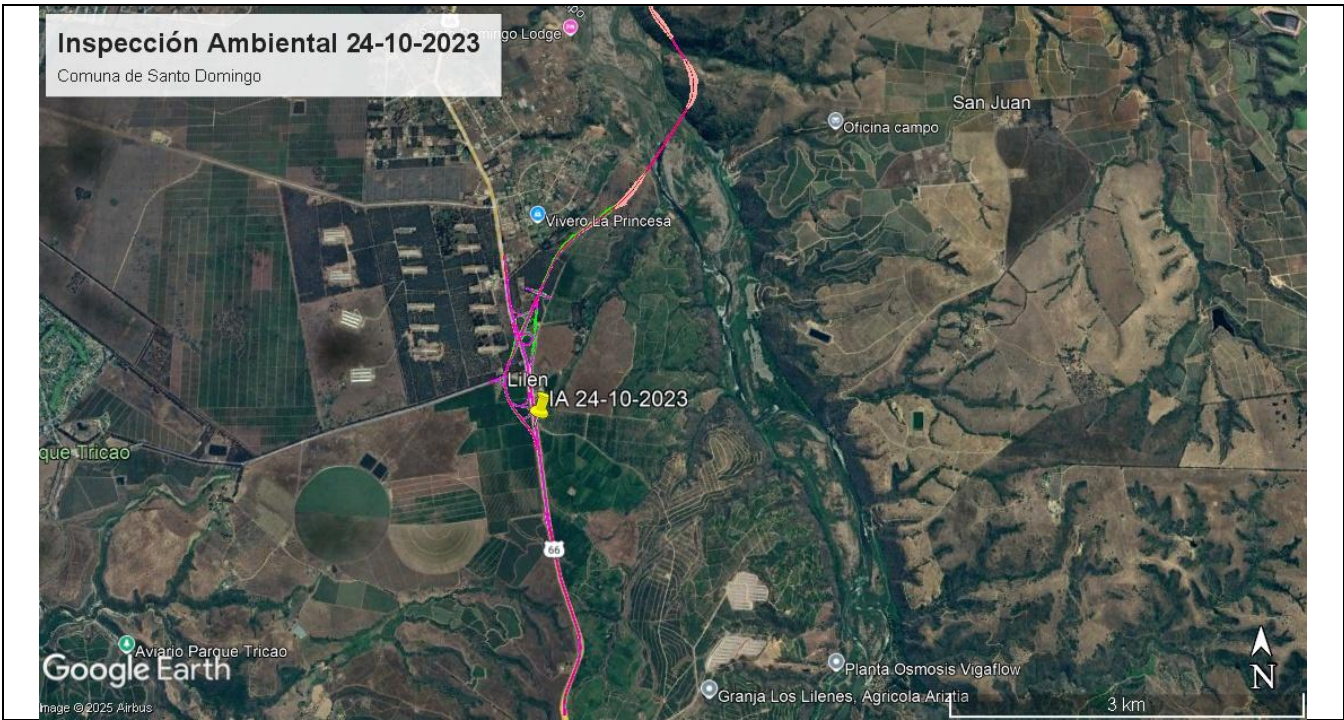 Inspección Ambiental 24-10-2023
Comuna de Santo Domingo
ngo Lodge
San Juan
Oficina campo
Vivero La Princesa
Lilen
IA 24-10-2023
que Tricao
66
Aviario Parque Tricao
Google Earth
Planta Osmosis Vigaflow
Granja Los Lilenes, Agricola Ariztia
N
3 km
mage © 2025 Airbus